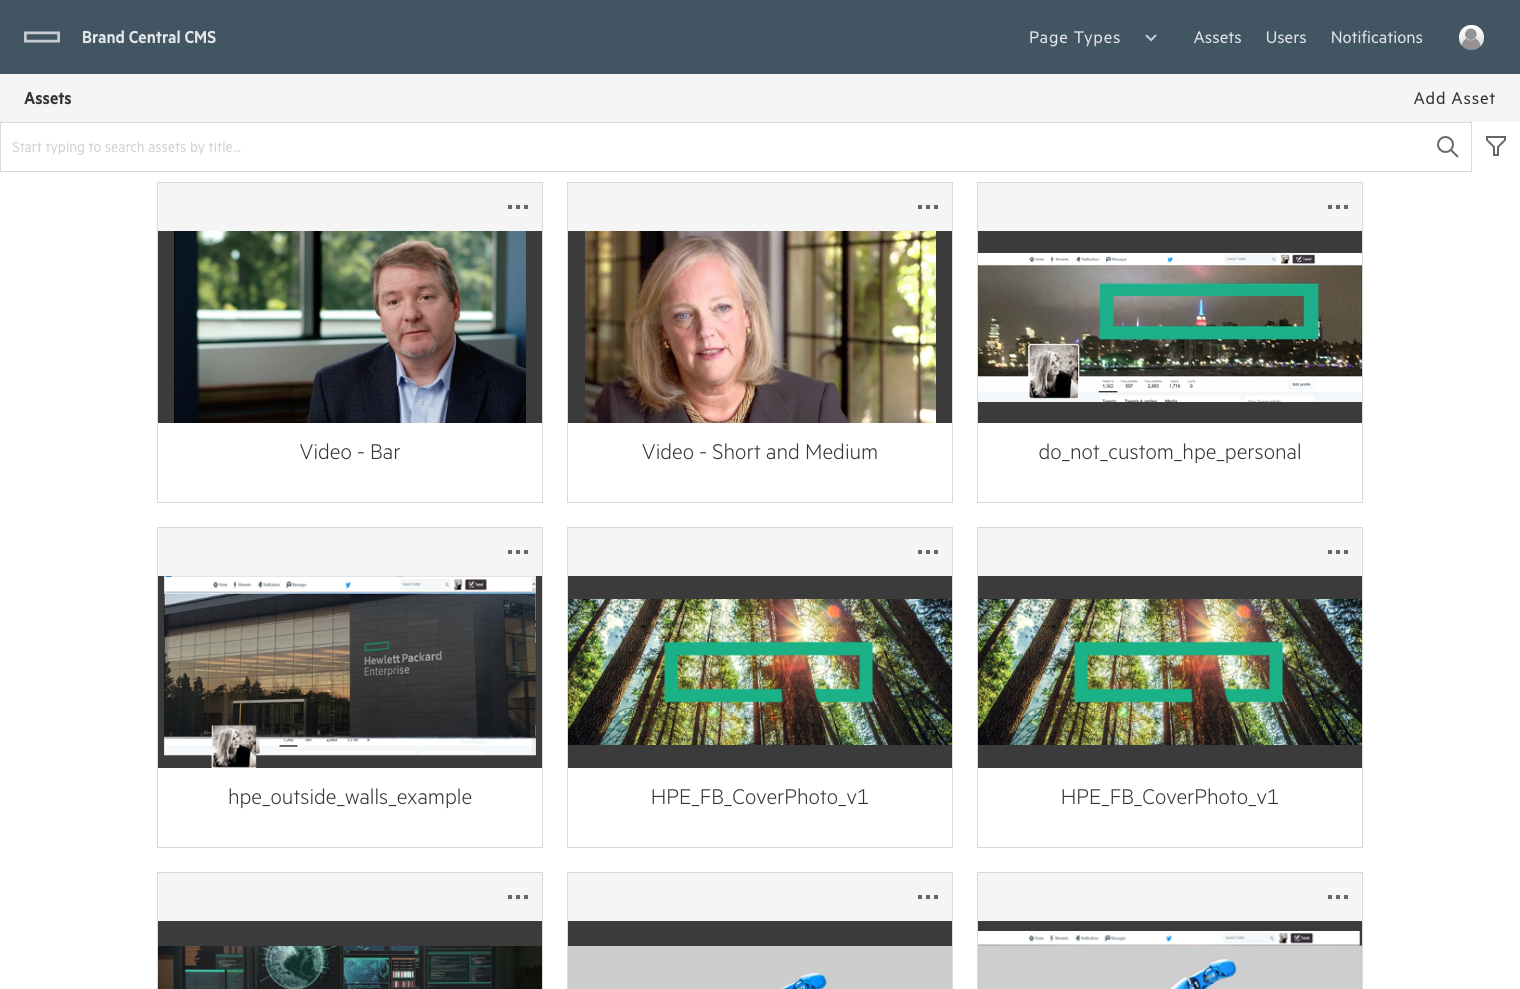 Brand Central CMS
Page Types
Assets
Users
Notifications
Assets
Add Asset
Start typing to search assets by title...
Video - Bar
Video - Short and Medium
do_not_custom_hpe_personal
Hewlett Packard
Enterprise
hpe_outside_walls_example
HPE_FB_CoverPhoto_v1
HPE_FB_CoverPhoto_v1